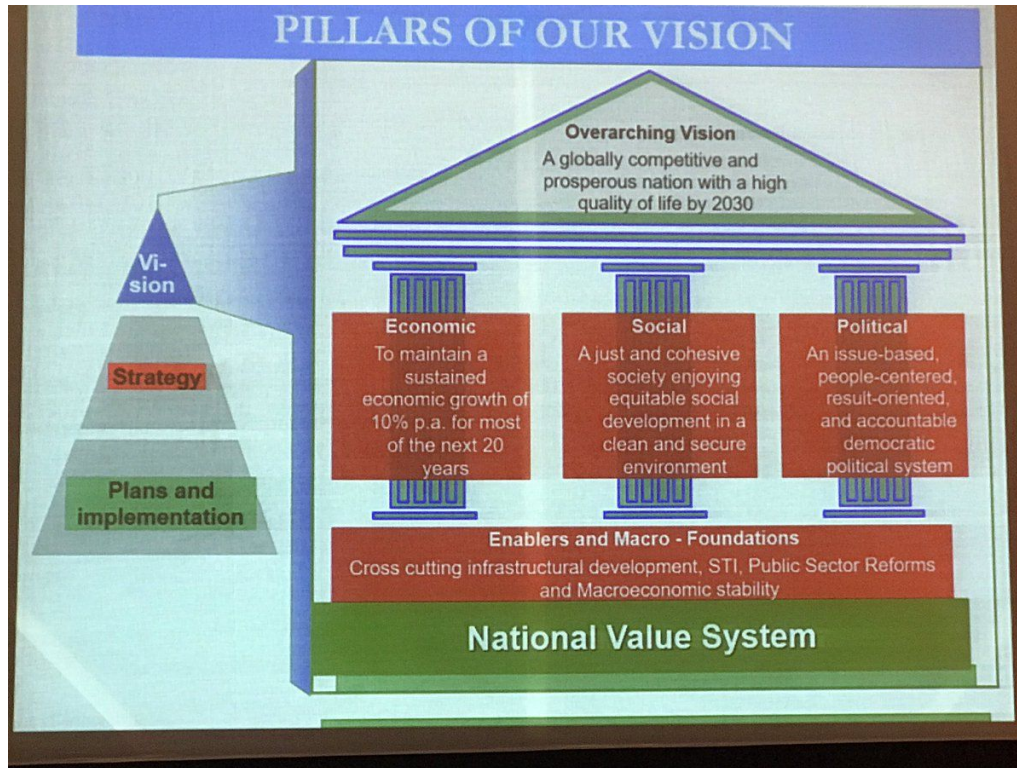 PILLARS OF OUR VISION
Overarching Vision
A globally competitive and
prosperous nation with a high
quality of life by 2030
Vi-
sion
Strategy
Plans and
implementation
Economic
To maintain a
sustained
economic growth of
10% p.a. for most
of the next 20
years
Social
A just and cohesive
society enjoying
equitable social
development in a
clean and secure
environment
Political
An issue-based,
people-centered,
result-oriented,
and accountable
democratic
political system
Enablers and Macro - Foundations
Cross cutting infrastructural development, STI, Public Sector Reforms
and Macroeconomic stability
National Value System